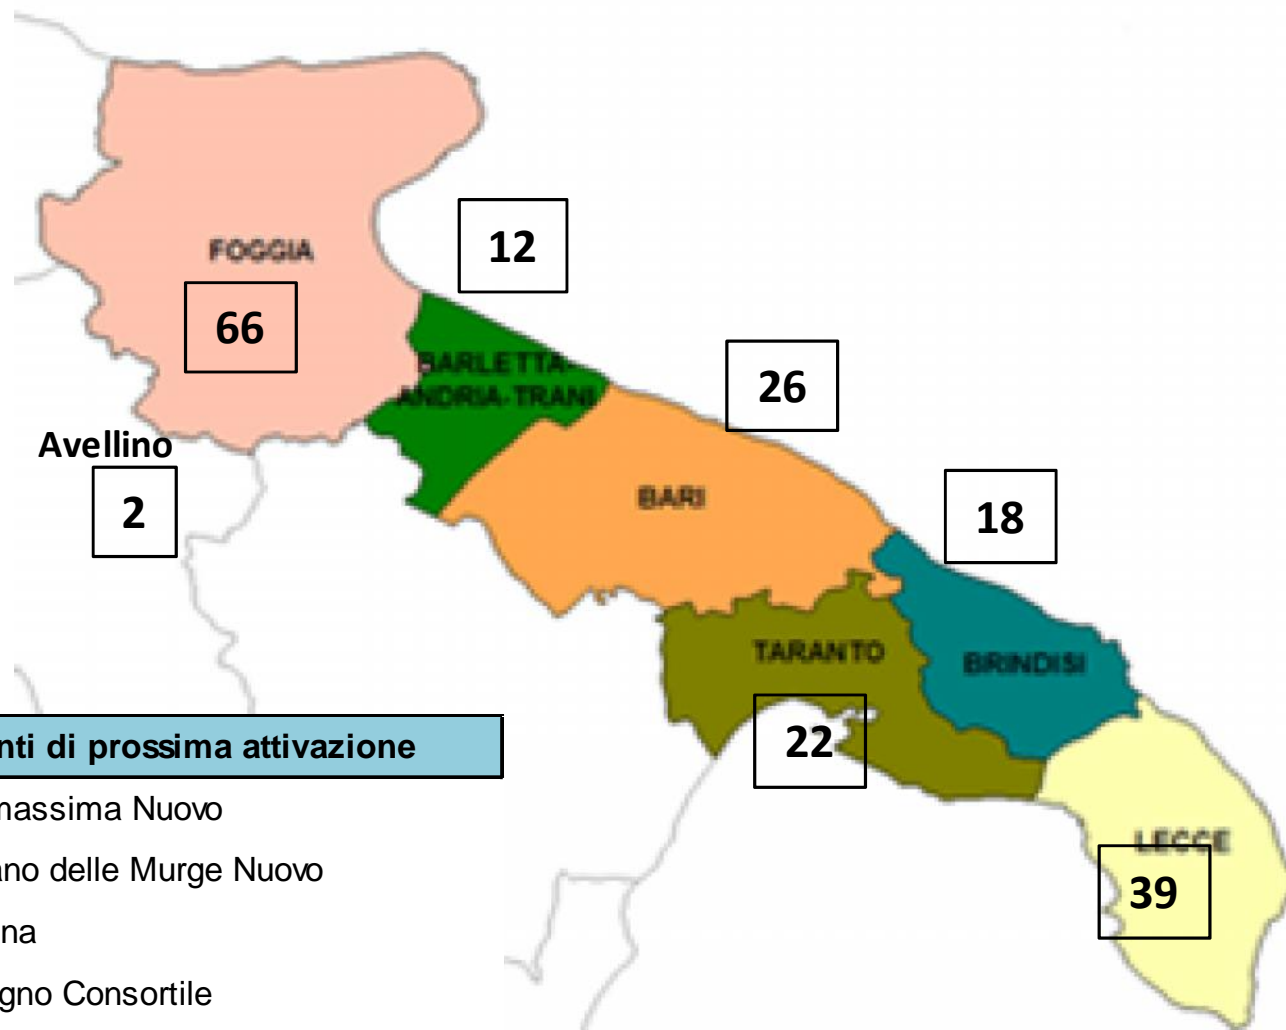 FOGGIA
66
12
BARLETTA-
ANDRIA-TRANI
26
Avellino
2
BARI
18
TARANTO
BRINDISI
22
LECCE
39
nti di prossima attivazione
massima Nuovo
ano delle Murge Nuovo
na
gno Consortile